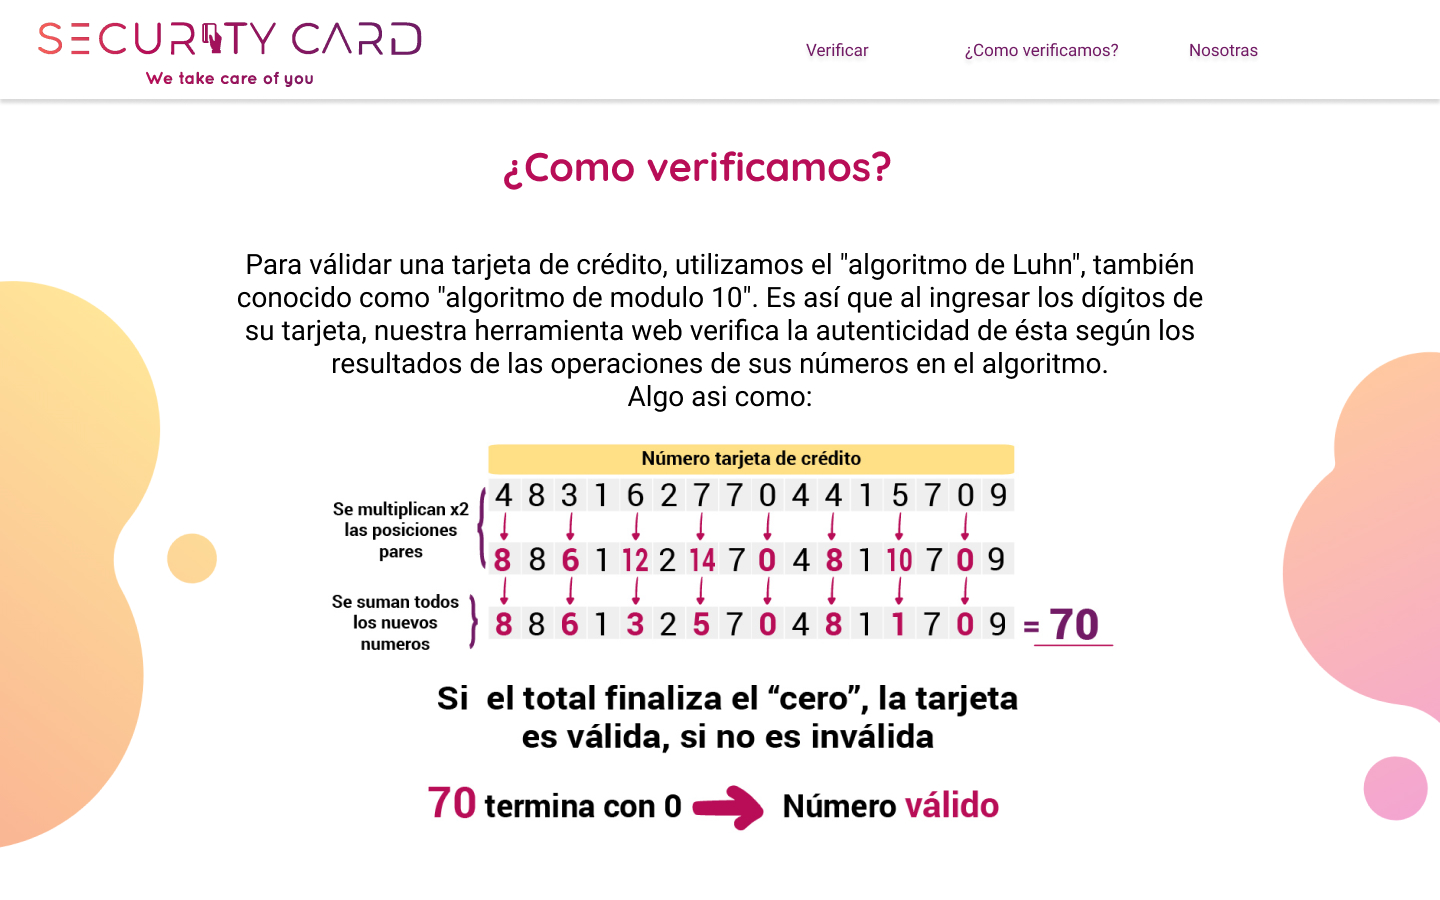 SECURITY CARD
We take care of you
Verificar
¿Como verificamos?
Nosotras
¿Como verificamos?
Para válidar una tarjeta de crédito, utilizamos el "algoritmo de Luhn", también
conocido como "algoritmo de modulo 10". Es así que al ingresar los dígitos de
su tarjeta, nuestra herramienta web verifica la autenticidad de ésta según los
resultados de las operaciones de sus números en el algoritmo.
Algo asi como:
Número tarjeta de crédito
4 8 3 1 6 2 7 7 0 4 4 1 5 7 0 9
Se multiplican x2
las posiciones
pares
8 8 6 1 12 2 14 7 0 4 8 1 10 7 0 9
Se suman todos
los nuevos
numeros
8 8 6 1 3 2 5 7 0 4 8 1 1 7 0 9 = 70
Si el total finaliza el “cero”, la tarjeta
es válida, si no es inválida
70 termina con 0 Número válido